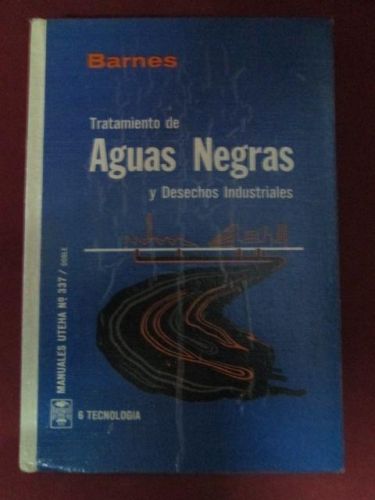 Barnes
Tratamiento de
Aguas Negras
y Desechos Industriales
MANUALES UTEHA Nº 337/ DOBLE
6 TECNOLOGIA